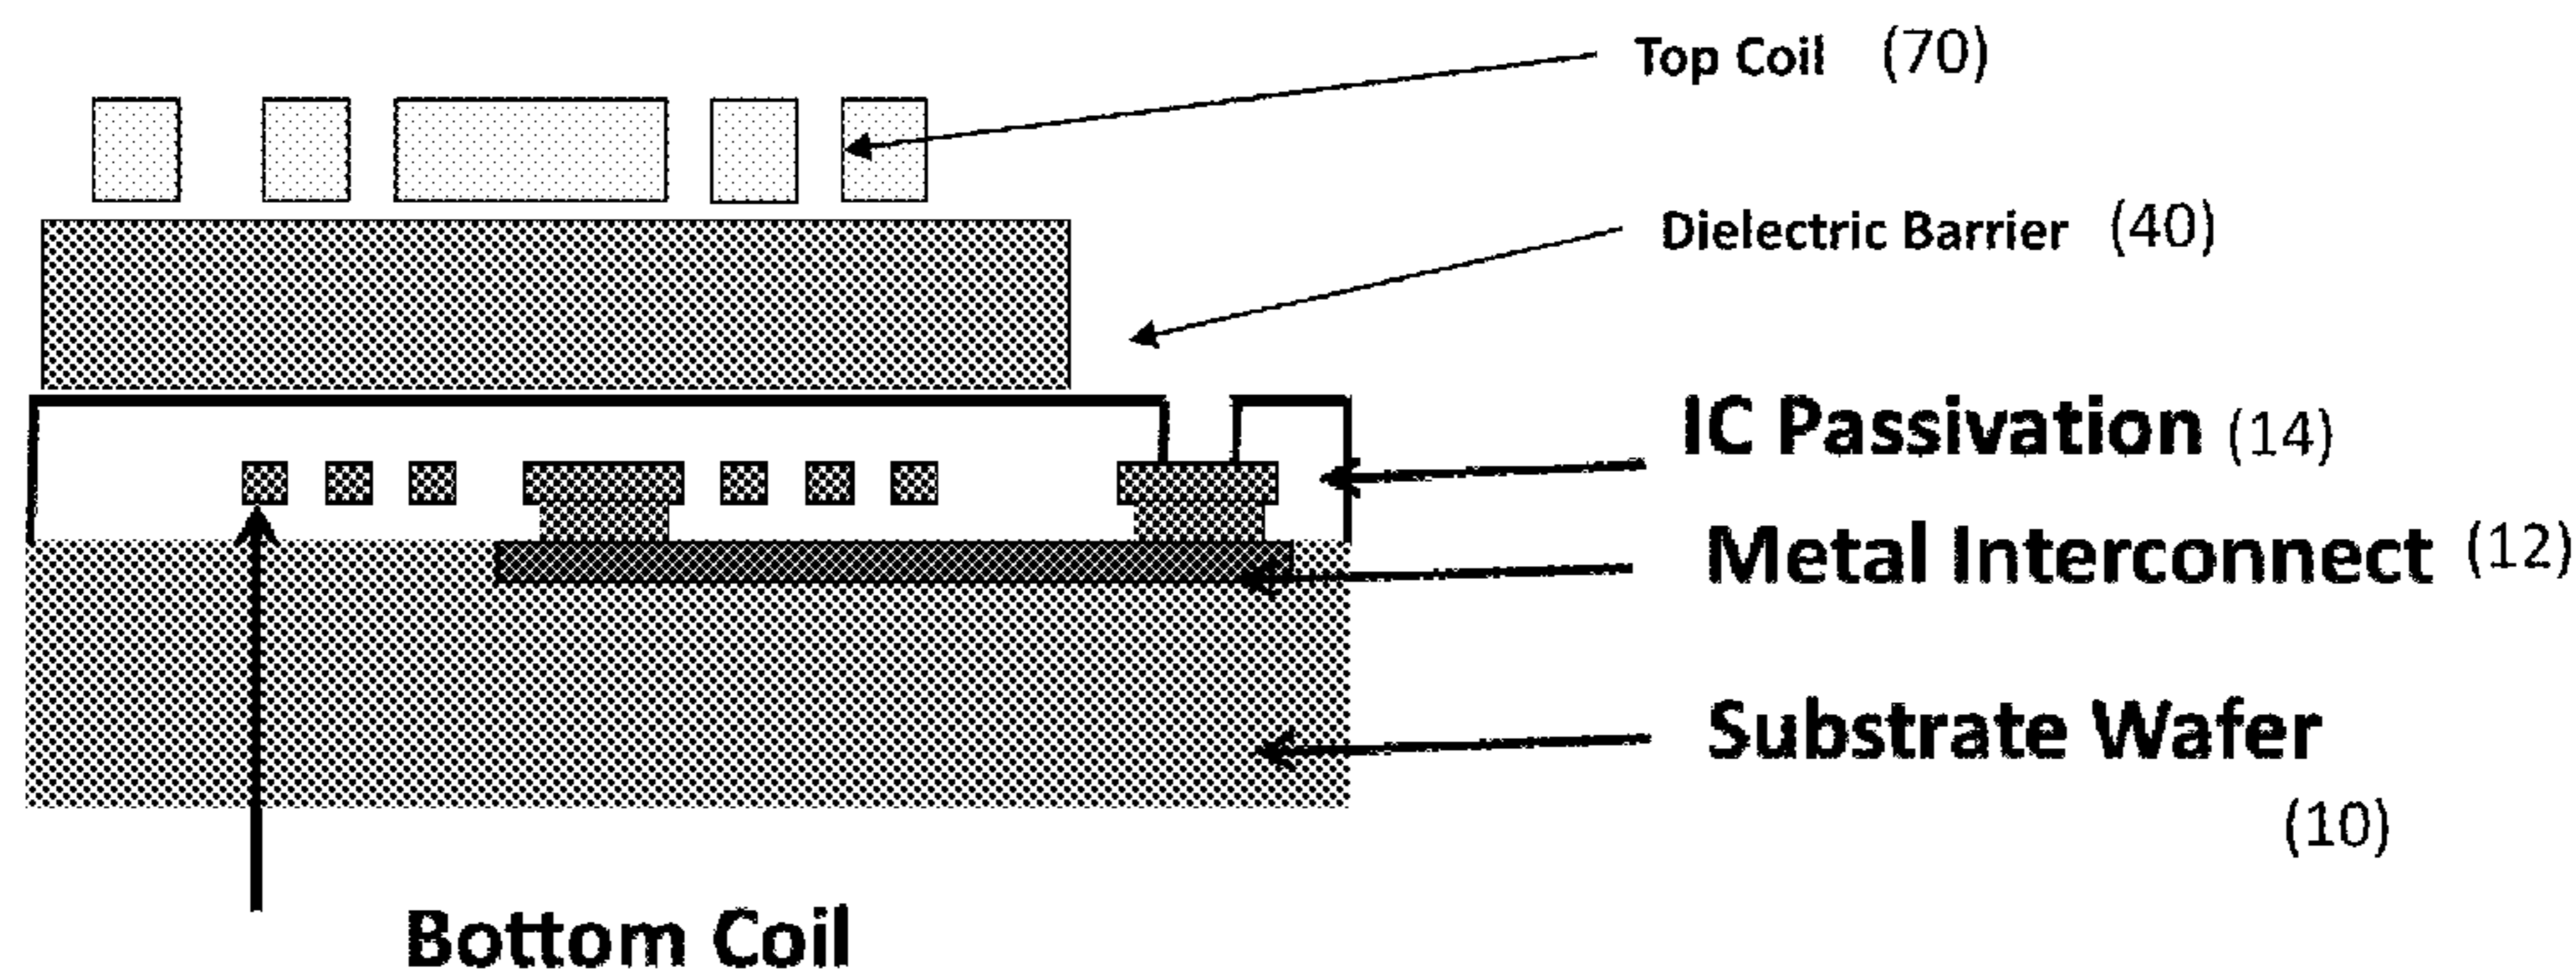 Top Coil (70)
Dielectric Barrier (40)
IC Passivation (14)
Metal Interconnect (12)
Substrate Wafer
(10)
Bottom Coil